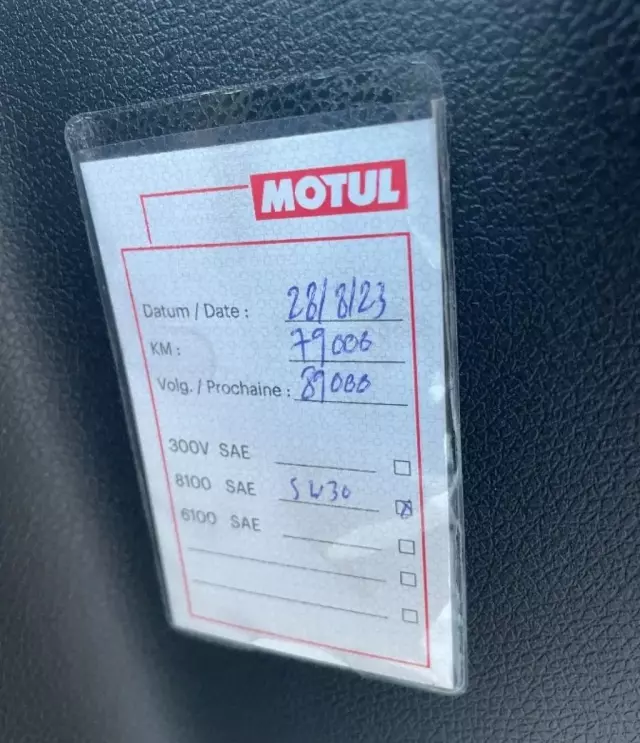 MOTUL
Datum / Date : 28/8/23
KM : 79006
Volg. / Prochaine : 89000
300V SAE
8100 SAE 5W30
6100 SAE